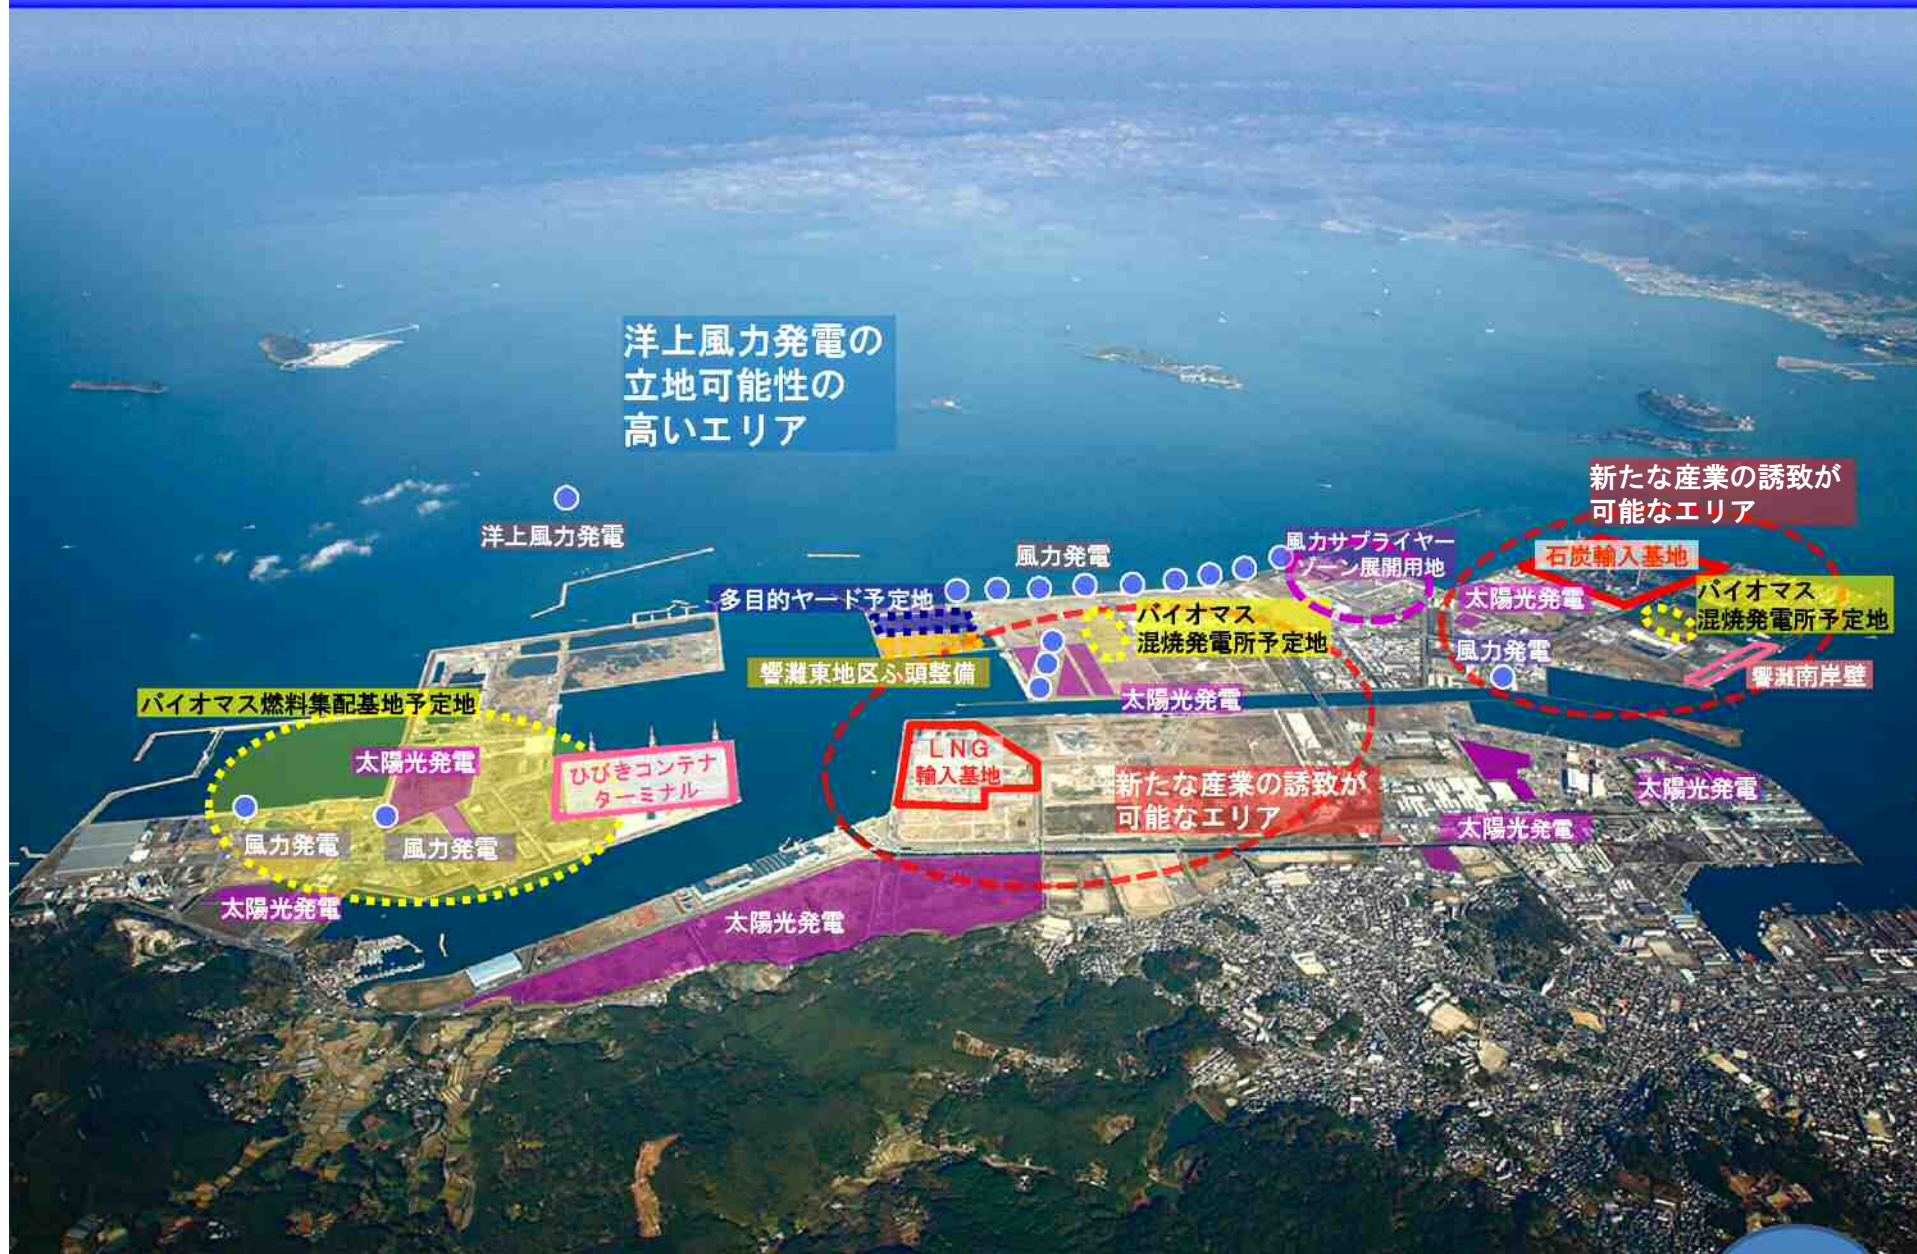 洋上風力発電の
立地可能性の
高いエリア
新たな産業の誘致が
可能なエリア
洋上風力発電
風力発電
風力サプライヤー
ゾーン展開用地
石炭輸入基地
太陽光発電
バイオマス
混焼発電所予定地
多目的ヤード予定地
バイオマス
混焼発電所予定地
風力発電
響灘南岸壁
響灘東地区ふ頭整備
太陽光発電
バイオマス燃料集配基地予定地
太陽光発電
ひびきコンテナ
ターミナル
LNG
輸入基地
新たな産業の誘致が
可能なエリア
太陽光発電
太陽光発電
風力発電
風力発電
太陽光発電
太陽光発電